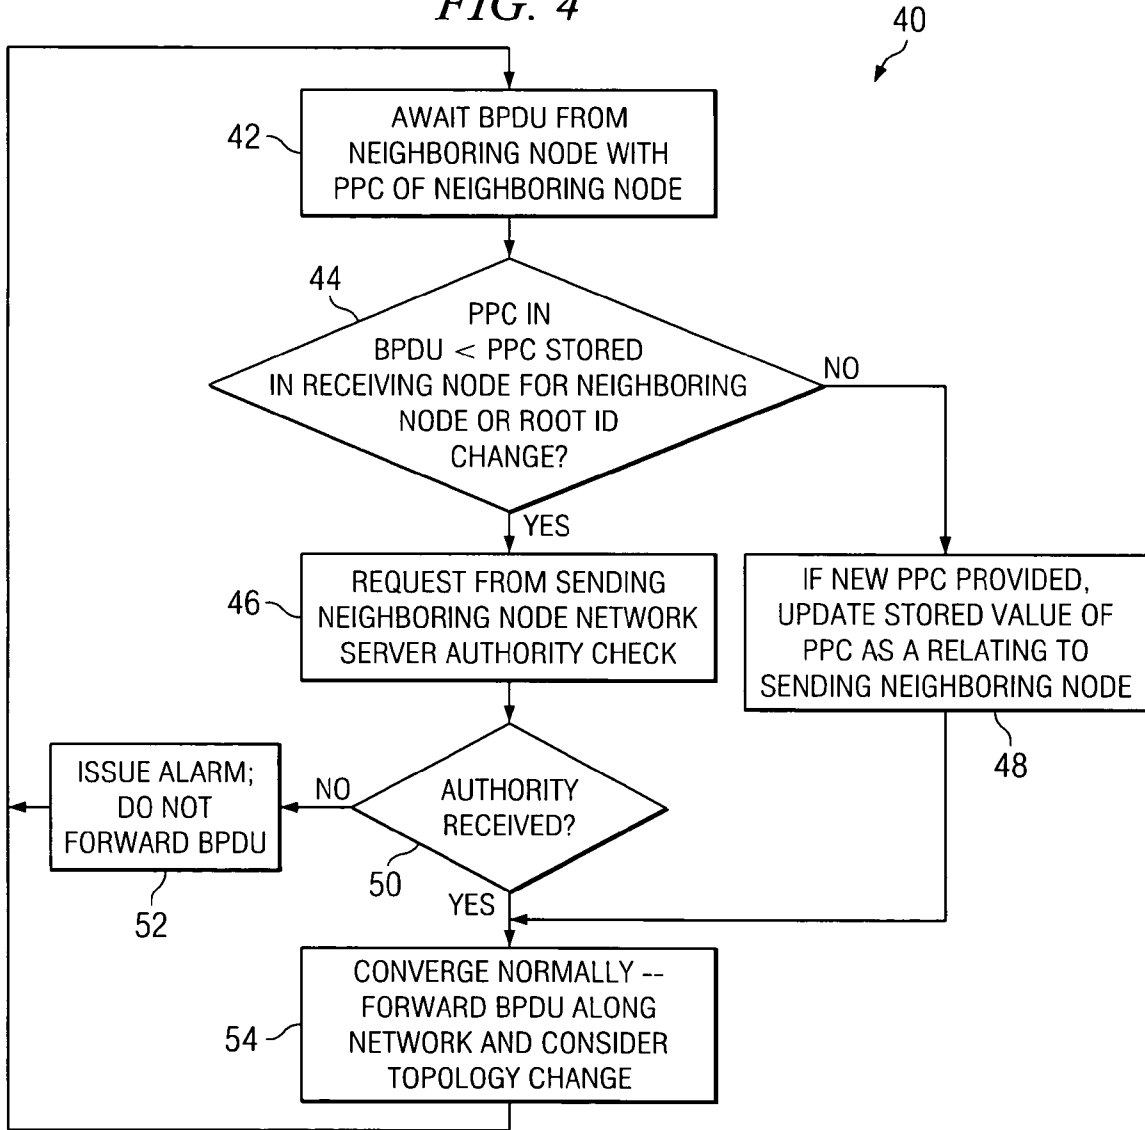 FIG. 4
40
42
AWAIT BPDU FROM
NEIGHBORING NODE WITH
PPC OF NEIGHBORING NODE
44
PPC IN
BPDU < PPC STORED
IN RECEIVING NODE FOR NEIGHBORING
NODE OR ROOT ID
CHANGE?
NO
YES
46
REQUEST FROM SENDING
NEIGHBORING NODE NETWORK
SERVER AUTHORITY CHECK
IF NEW PPC PROVIDED,
UPDATE STORED VALUE OF
PPC AS A RELATING TO
SENDING NEIGHBORING NODE
48
ISSUE ALARM;
DO NOT
FORWARD BPDU
52
NO
AUTHORITY
RECEIVED?
50
YES
54
CONVERGE NORMALLY --
FORWARD BPDU ALONG
NETWORK AND CONSIDER
TOPOLOGY CHANGE